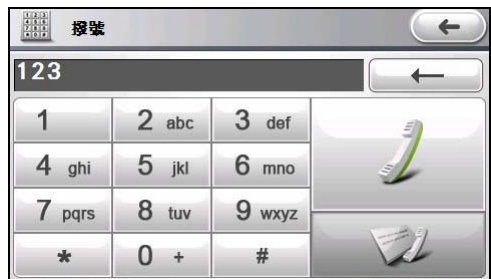 撥號
123
1 2 abc 3 def
4 ghi 5 jkl 6 mno
7 pqrs 8 tuv 9 wxyz
* 0 + #